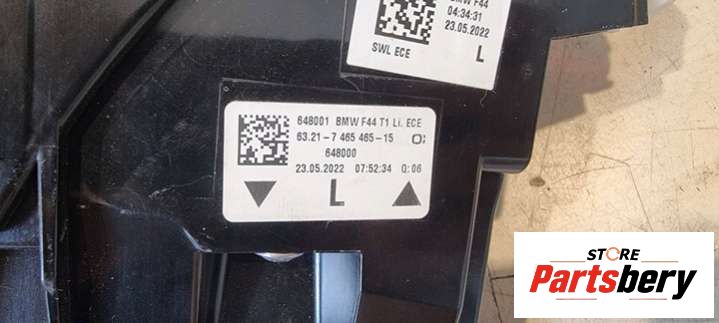 BMW F44
04:34:31
23.05.2022
SWL ECE L
648001 BMW F44 T1 Li. ECE
63.21-7 465 465-15
648000
23.05.2022 07:52:34 Q:06
L
STORE
Partsbery